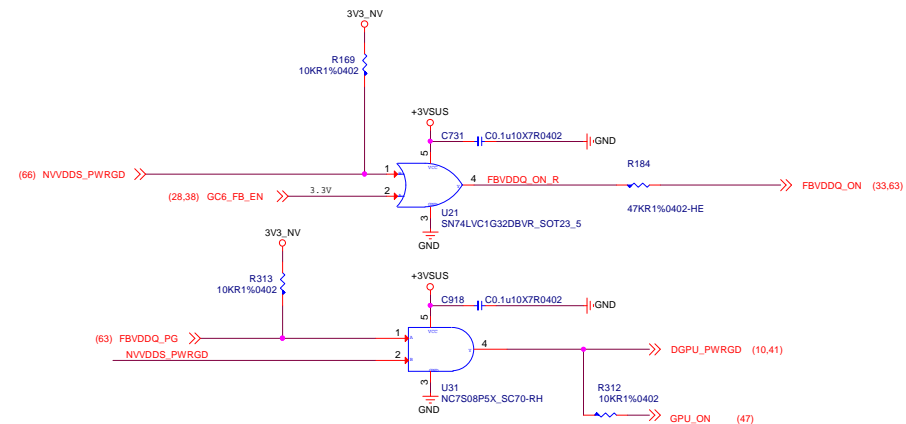 3V3_NV
R169
10KR1%0402
+3VSUS
C731 C0.1u10X7R0402
GND
5
VCC
R184
(66) NVVDDS_PWRGD
1
4 FBVDDQ_ON_R
FBVDDQ_ON (33,63)
(28,38) GC6_FB_EN
3.3V
2
47KR1%0402-HE
3
U21
SN74LVC1G32DBVR_SOT23_5
GND
3V3_NV
R313
10KR1%0402
+3VSUS
C918 C0.1u10X7R0402
GND
5
VCC
(63) FBVDDQ_PG
1
A
4
Y
DGPU_PWRGD (10,41)
NVVDDS_PWRGD
2
B
3
U31
NC7S08P5X_SC70-RH
GND
R312
10KR1%0402
GPU_ON (47)